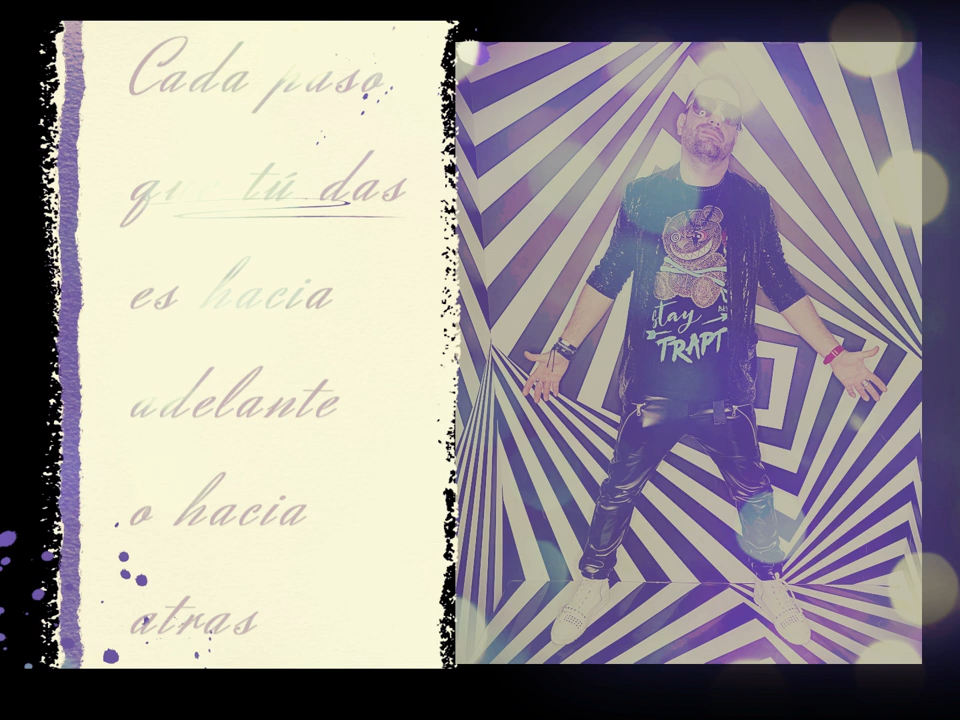 Cada paso
que tú das
es hacia
adelante
o hacia
atras
stay
TRAPT